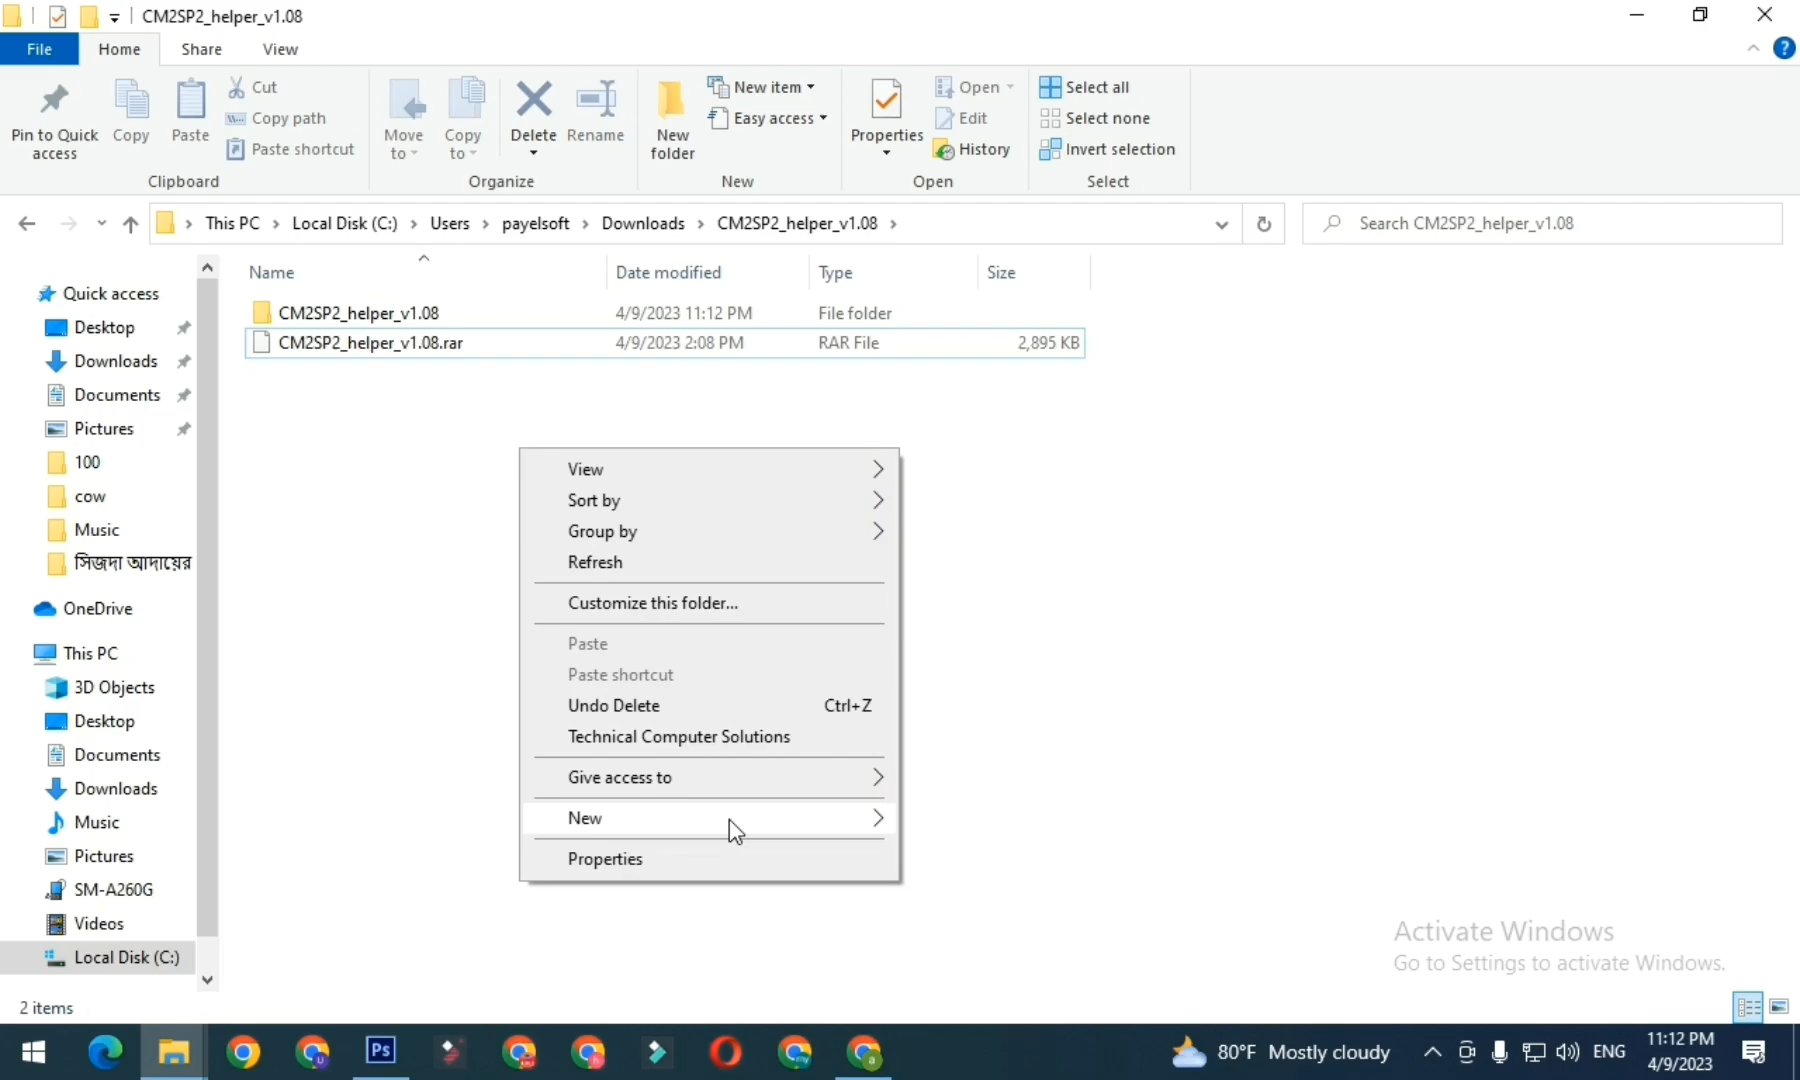 CM2SP2_helper_v1.08
File Home Share View
Pin to Quick access
Copy
Paste
Cut
Copy path
Paste shortcut
Clipboard
Move to
Copy to
Delete
Rename
Organize
New folder
New item
Easy access
New
Properties
Open
Edit
History
Open
Select all
Select none
Invert selection
Select
This PC Local Disk (C:) Users payelsoft Downloads CM2SP2_helper_v1.08
Search CM2SP2_helper_v1.08
Name Date modified Type Size
CM2SP2_helper_v1.08 4/9/2023 11:12 PM File folder
CM2SP2_helper_v1.08.rar 4/9/2023 2:08 PM RAR File 2,895 KB
Quick access
Desktop
Downloads
Documents
Pictures
100
cow
Music
সিজদা আদায়ের
OneDrive
This PC
3D Objects
Desktop
Documents
Downloads
Music
Pictures
SM-A260G
Videos
Local Disk (C:)
View
Sort by
Group by
Refresh
Customize this folder...
Paste
Paste shortcut
Undo Delete Ctrl+Z
Technical Computer Solutions
Give access to
New
Properties
Activate Windows
Go to Settings to activate Windows.
2 items
Ps
80°F Mostly cloudy
ENG
11:12 PM
4/9/2023